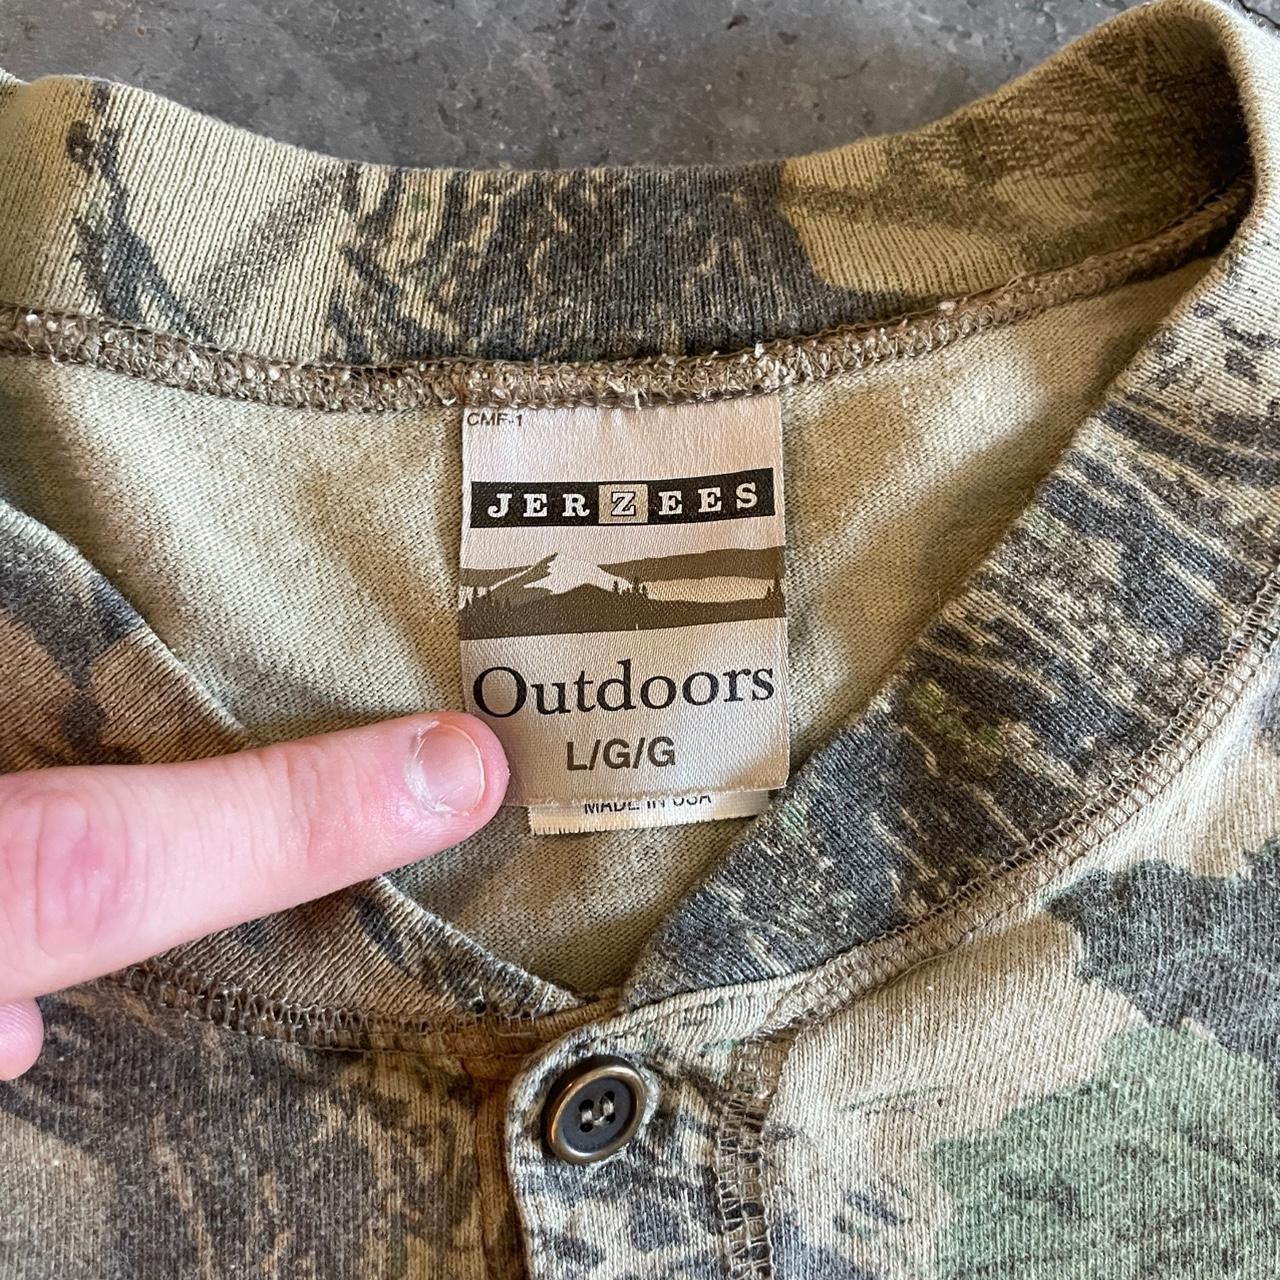 CMF-1
JERZEES
Outdoors
L/G/G
MADE IN USA